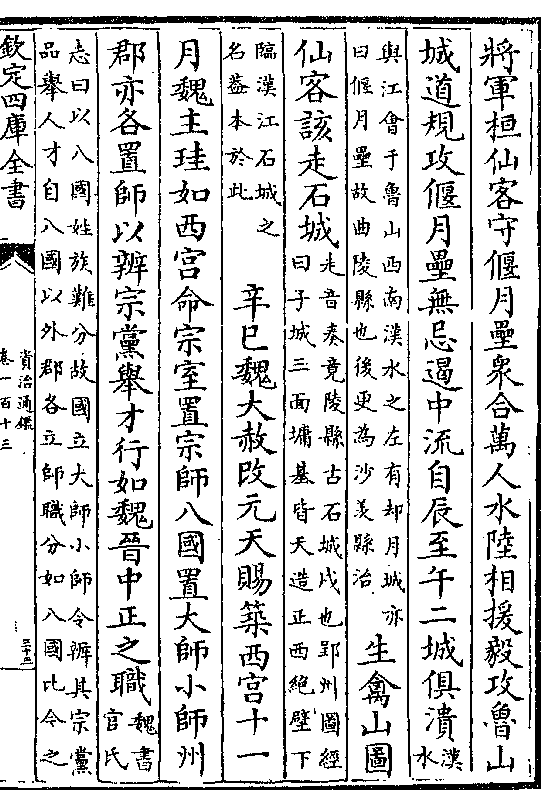 將軍桓仙客守偃月壘衆合萬人水陸相援毅攻魯山
城道規攻偃月壘無忌遏中流自辰至午二城俱潰漢水
與江會于魯山西南漢水之左有却月城亦
曰偃月壘故曲陵縣也後更為沙羡縣治
生禽山圖
仙客該走石城走音奏竟陵縣古石城戍也郢州圖經
曰子城三面墉基皆天造正西絶壁下
臨漢江石城之
名葢本於此
辛巳魏大赦改元天賜築西宫十一
月魏主珪如西宫命宗室置宗師八國置大師小師州
郡亦各置師以辨宗黨舉才行如魏晉中正之職魏書
官氏
志曰以八國姓族難分故國立大師小師令辨其宗黨
品舉人才自八國以外郡各立師職分如八國比令之
欽定四庫全書
資治通鑑
卷一百十三